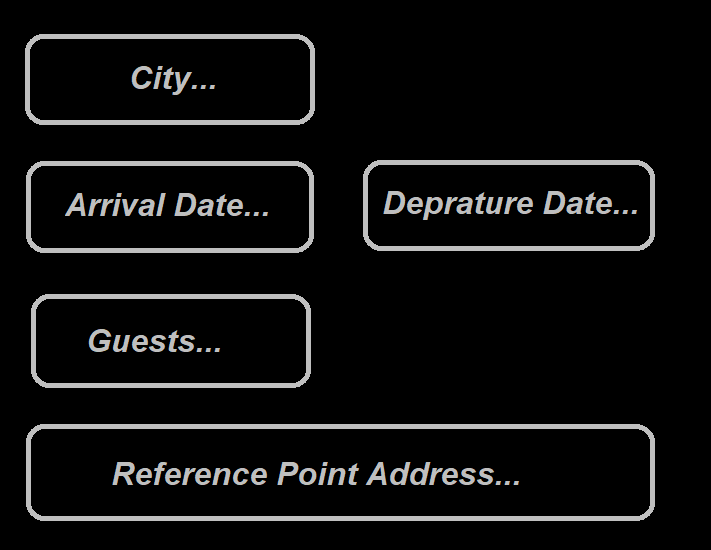 City...
Arrival Date...
Deprature Date...
Guests...
Reference Point Address...